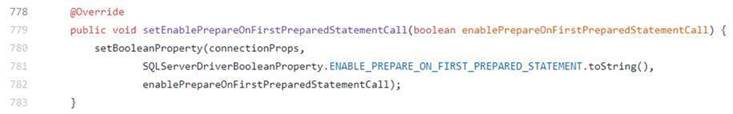 778 @Override
779 public void setEnablePrepareOnFirstPreparedStatementCall(boolean enablePrepareOnFirstPreparedStatementCall) {
780 setBooleanProperty(connectionProps,
781 SQLServerDriverBooleanProperty.ENABLE_PREPARE_ON_FIRST_PREPARED_STATEMENT.toString(),
782 enablePrepareOnFirstPreparedStatementCall);
783 }